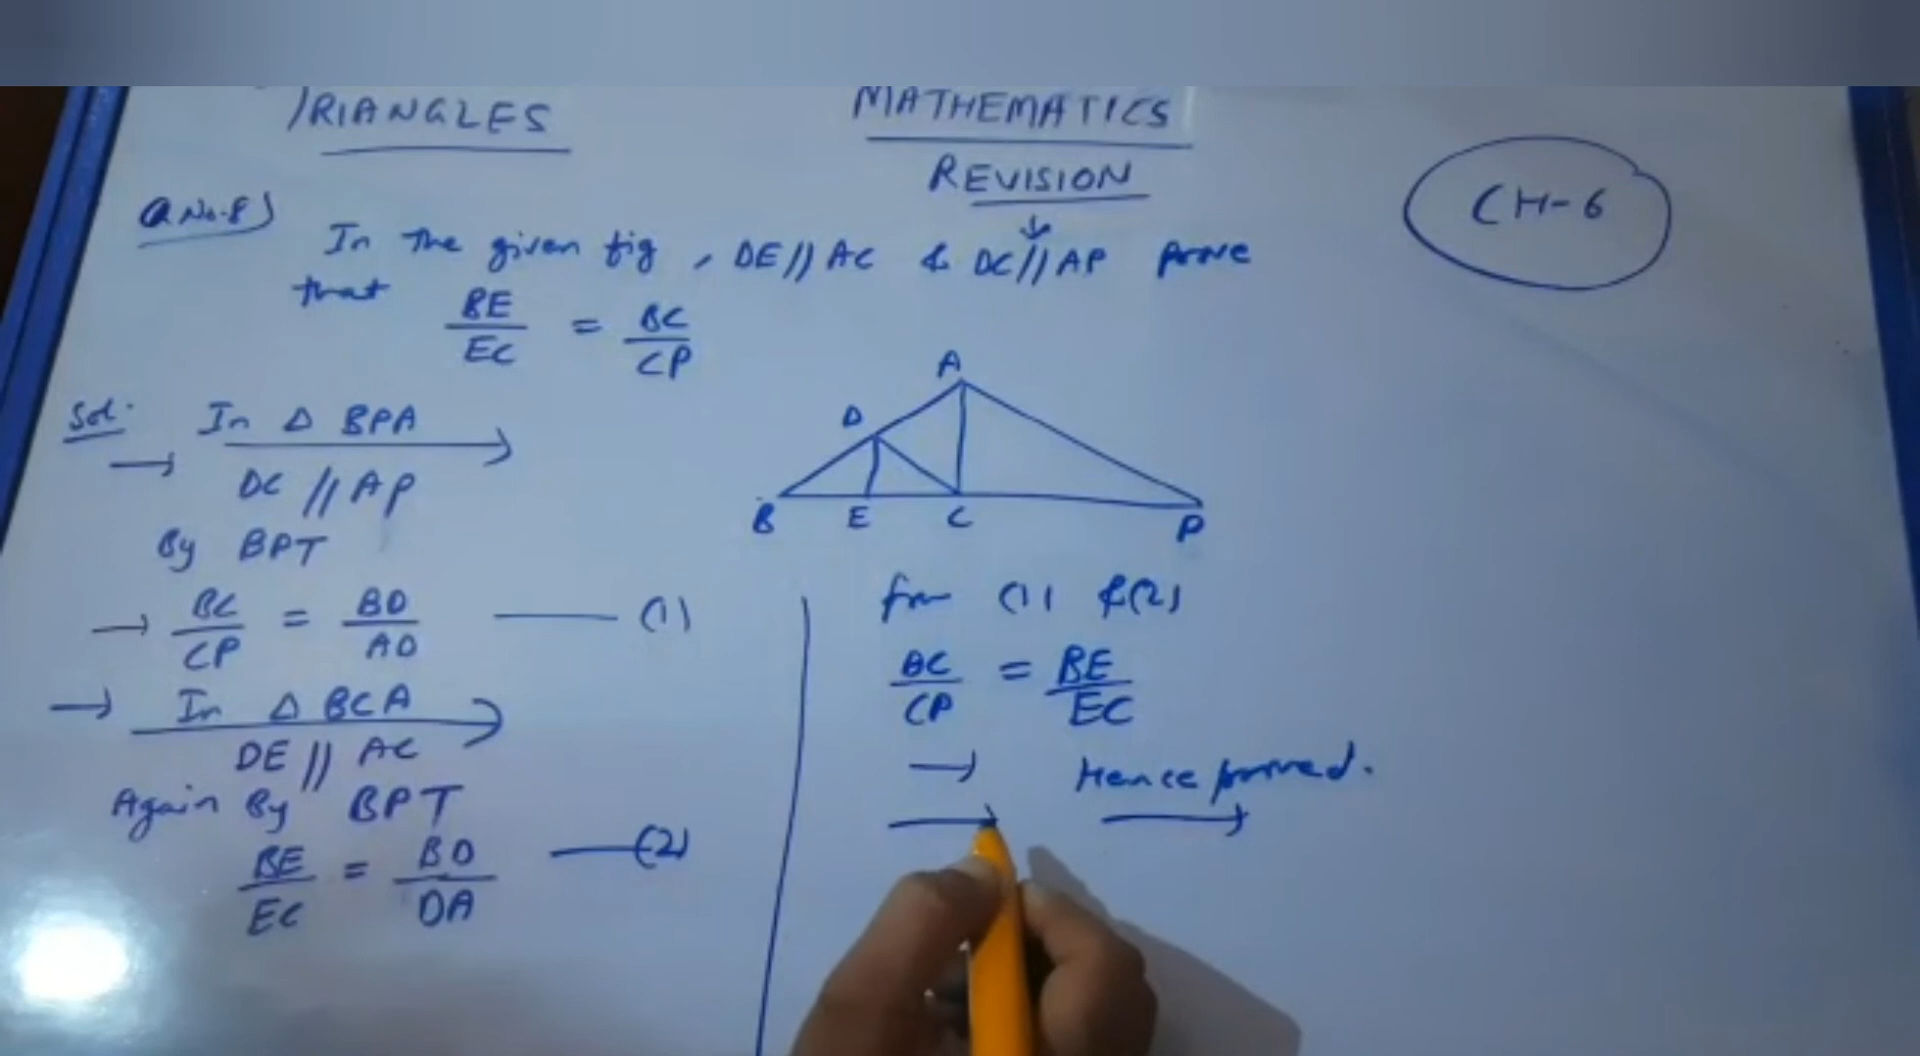 TRIANGLES
MATHEMATICS
REVISION
CH-6
Q No.8)
In the given fig, DE//AC & DC//AP prove
that
BE/EC = BC/CP
A
D
B E C P
Sol. In Δ BPA
→ DC // AP
By BPT
→ BC/CP = BD/AD —— (1)
→ In Δ BCA
DE // AC
Again By BPT
BE/EC = BD/DA —— (2)
from (1) & (2)
BC/CP = BE/EC
→ Hence proved.